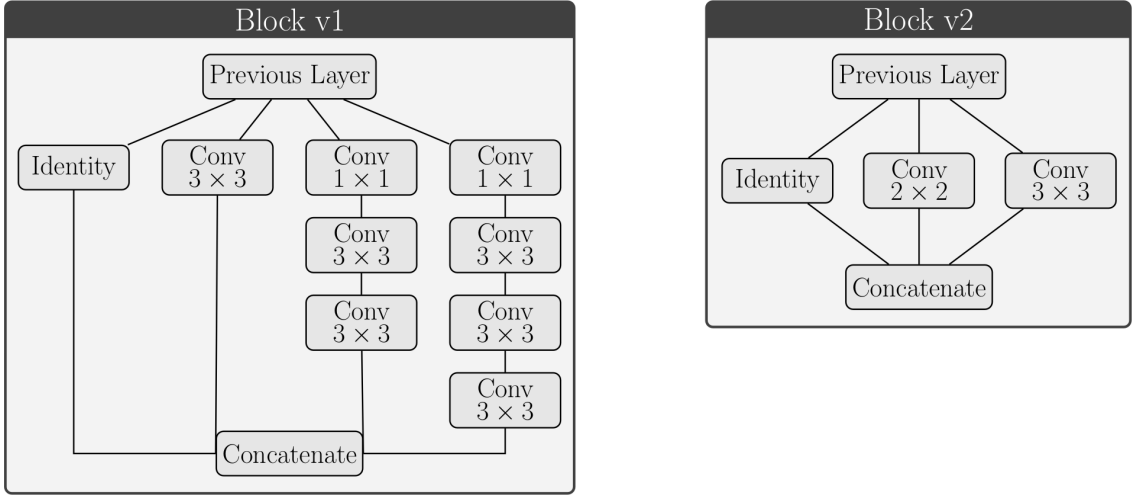 Block v1
Previous Layer
Identity
Conv
3 × 3
Conv
1 × 1
Conv
1 × 1
Conv
3 × 3
Conv
3 × 3
Conv
3 × 3
Conv
3 × 3
Conv
3 × 3
Concatenate
Block v2
Previous Layer
Identity
Conv
2 × 2
Conv
3 × 3
Concatenate